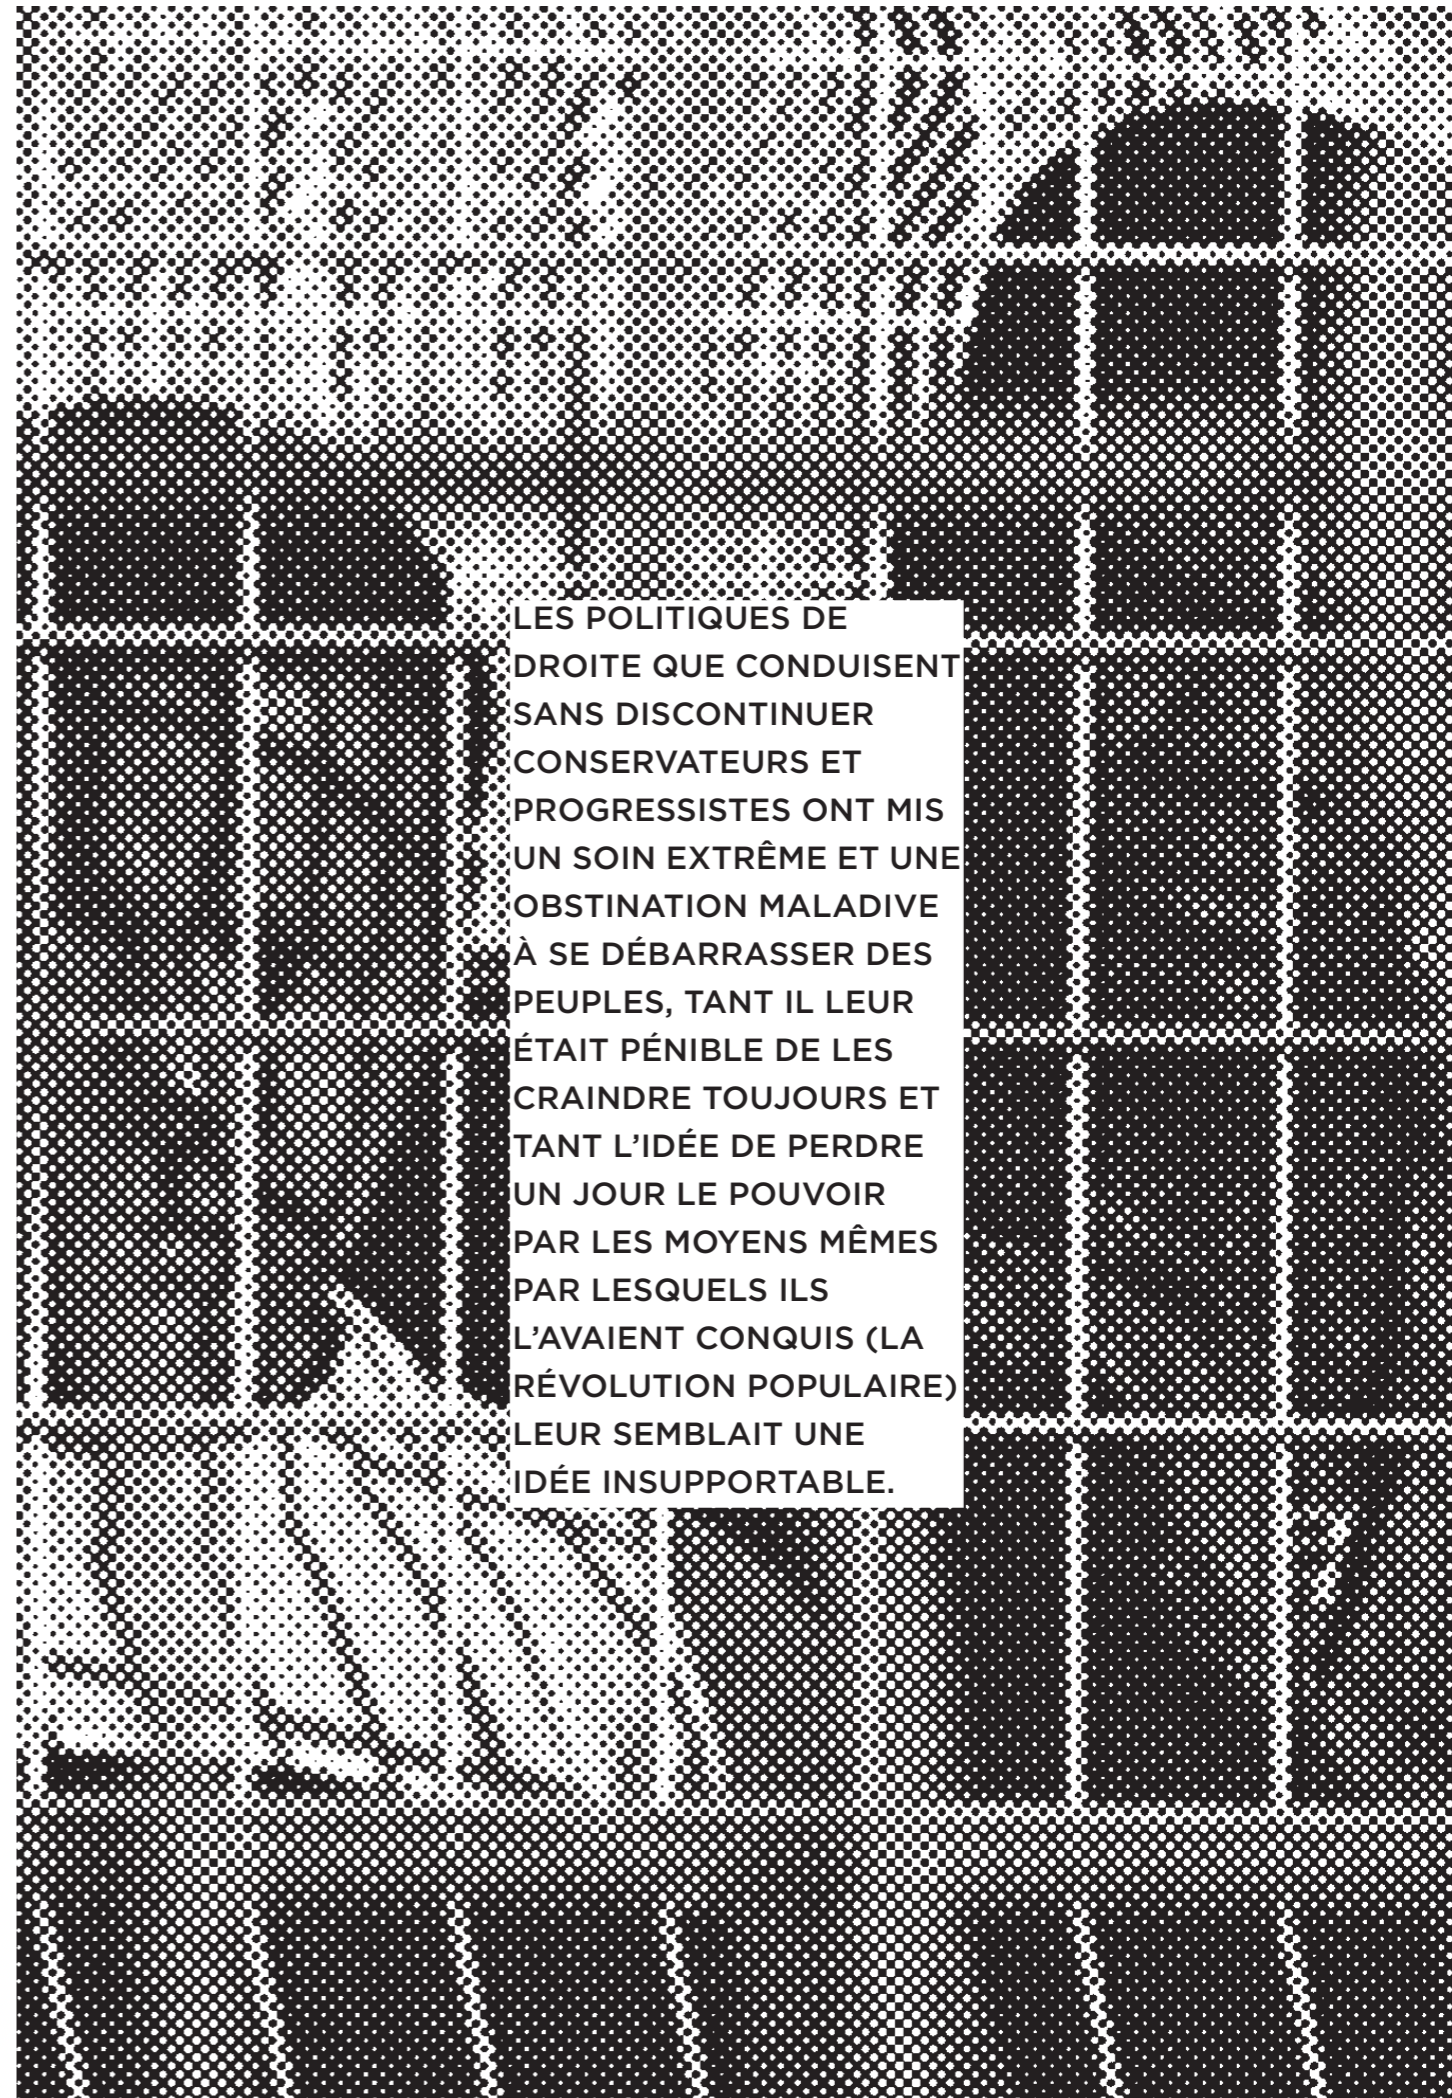 LES POLITIQUES DE
DROITE QUE CONDUISENT
SANS DISCONTINUER
CONSERVATEURS ET
PROGRESSISTES ONT MIS
UN SOIN EXTRÊME ET UNE
OBSTINATION MALADIVE
À SE DÉBARRASSER DES
PEUPLES, TANT IL LEUR
ÉTAIT PÉNIBLE DE LES
CRAINDRE TOUJOURS ET
TANT L’IDÉE DE PERDRE
UN JOUR LE POUVOIR
PAR LES MOYENS MÊMES
PAR LESQUELS ILS
L’AVAIENT CONQUIS (LA
RÉVOLUTION POPULAIRE)
LEUR SEMBLAIT UNE
IDÉE INSUPPORTABLE.